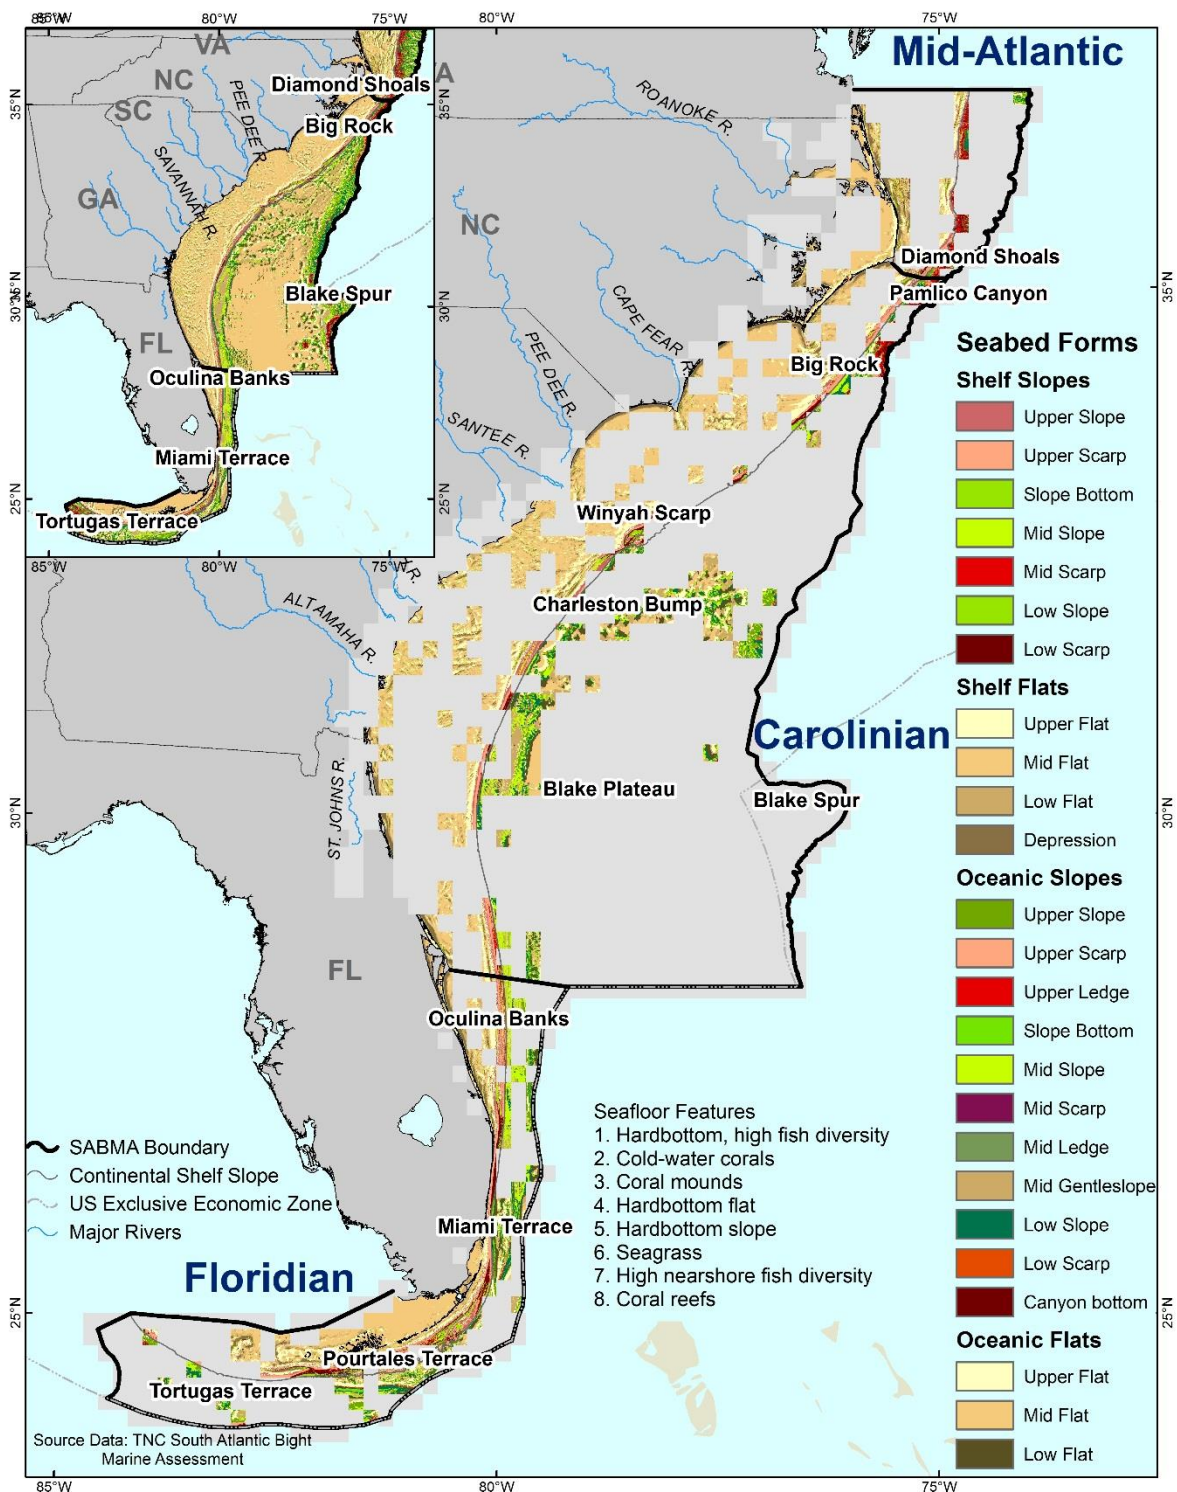 85°W
80°W
75°W
75°W
VA
NC
SC
GA
FL
PEE DEE R.
SAVANNAH R.
Diamond Shoals
Big Rock
Blake Spur
Oculina Banks
Miami Terrace
Tortugas Terrace
35°N
30°N
25°N
85°W
80°W
75°W
35°N
30°N
25°N
Mid-Atlantic
ROANOKE R.
NC
CAPE FEAR R.
PEE DEE R.
SANTEE R.
ALTAMAHA R.
ST. JOHNS R.
FL
Diamond Shoals
Pamlico Canyon
Big Rock
Winyah Scarp
Charleston Bump
Carolinian
Blake Plateau
Blake Spur
Oculina Banks
Miami Terrace
Floridian
Pourtales Terrace
Tortugas Terrace
35°N
30°N
25°N
30°N
25°N
Seabed Forms
Shelf Slopes
Upper Slope
Upper Scarp
Slope Bottom
Mid Slope
Mid Scarp
Low Slope
Low Scarp
Shelf Flats
Upper Flat
Mid Flat
Low Flat
Depression
Oceanic Slopes
Upper Slope
Upper Scarp
Upper Ledge
Slope Bottom
Mid Slope
Mid Scarp
Mid Ledge
Mid Gentleslope
Low Slope
Low Scarp
Canyon bottom
Oceanic Flats
Upper Flat
Mid Flat
Low Flat
Seafloor Features
1. Hardbottom, high fish diversity
2. Cold-water corals
3. Coral mounds
4. Hardbottom flat
5. Hardbottom slope
6. Seagrass
7. High nearshore fish diversity
8. Coral reefs
SABMA Boundary
Continental Shelf Slope
US Exclusive Economic Zone
Major Rivers
Source Data: TNC South Atlantic Bight
Marine Assessment
85°W
80°W
75°W